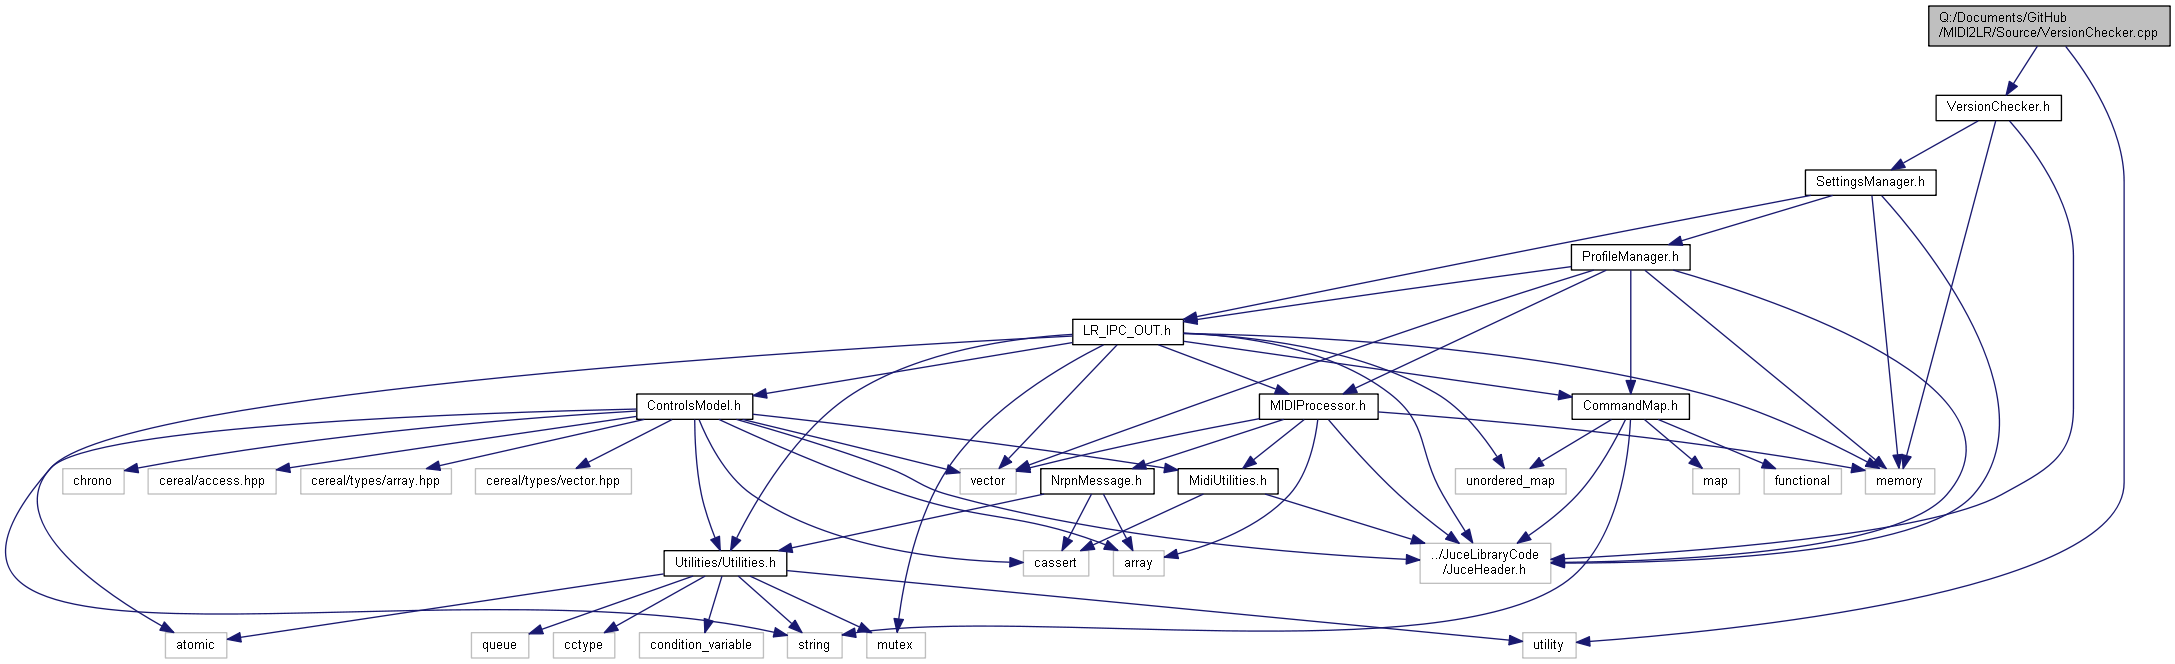 Q:/Documents/GitHub
/MIDI2LR/Source/VersionChecker.cpp
VersionChecker.h
SettingsManager.h
ProfileManager.h
LR_IPC_OUT.h
ControlsModel.h
MIDIProcessor.h
CommandMap.h
chrono
cereal/access.hpp
cereal/types/array.hpp
cereal/types/vector.hpp
vector
NrpnMessage.h
MidiUtilities.h
unordered_map
map
functional
memory
Utilities/Utilities.h
cassert
array
../JuceLibraryCode
/JuceHeader.h
atomic
queue
cctype
condition_variable
string
mutex
utility